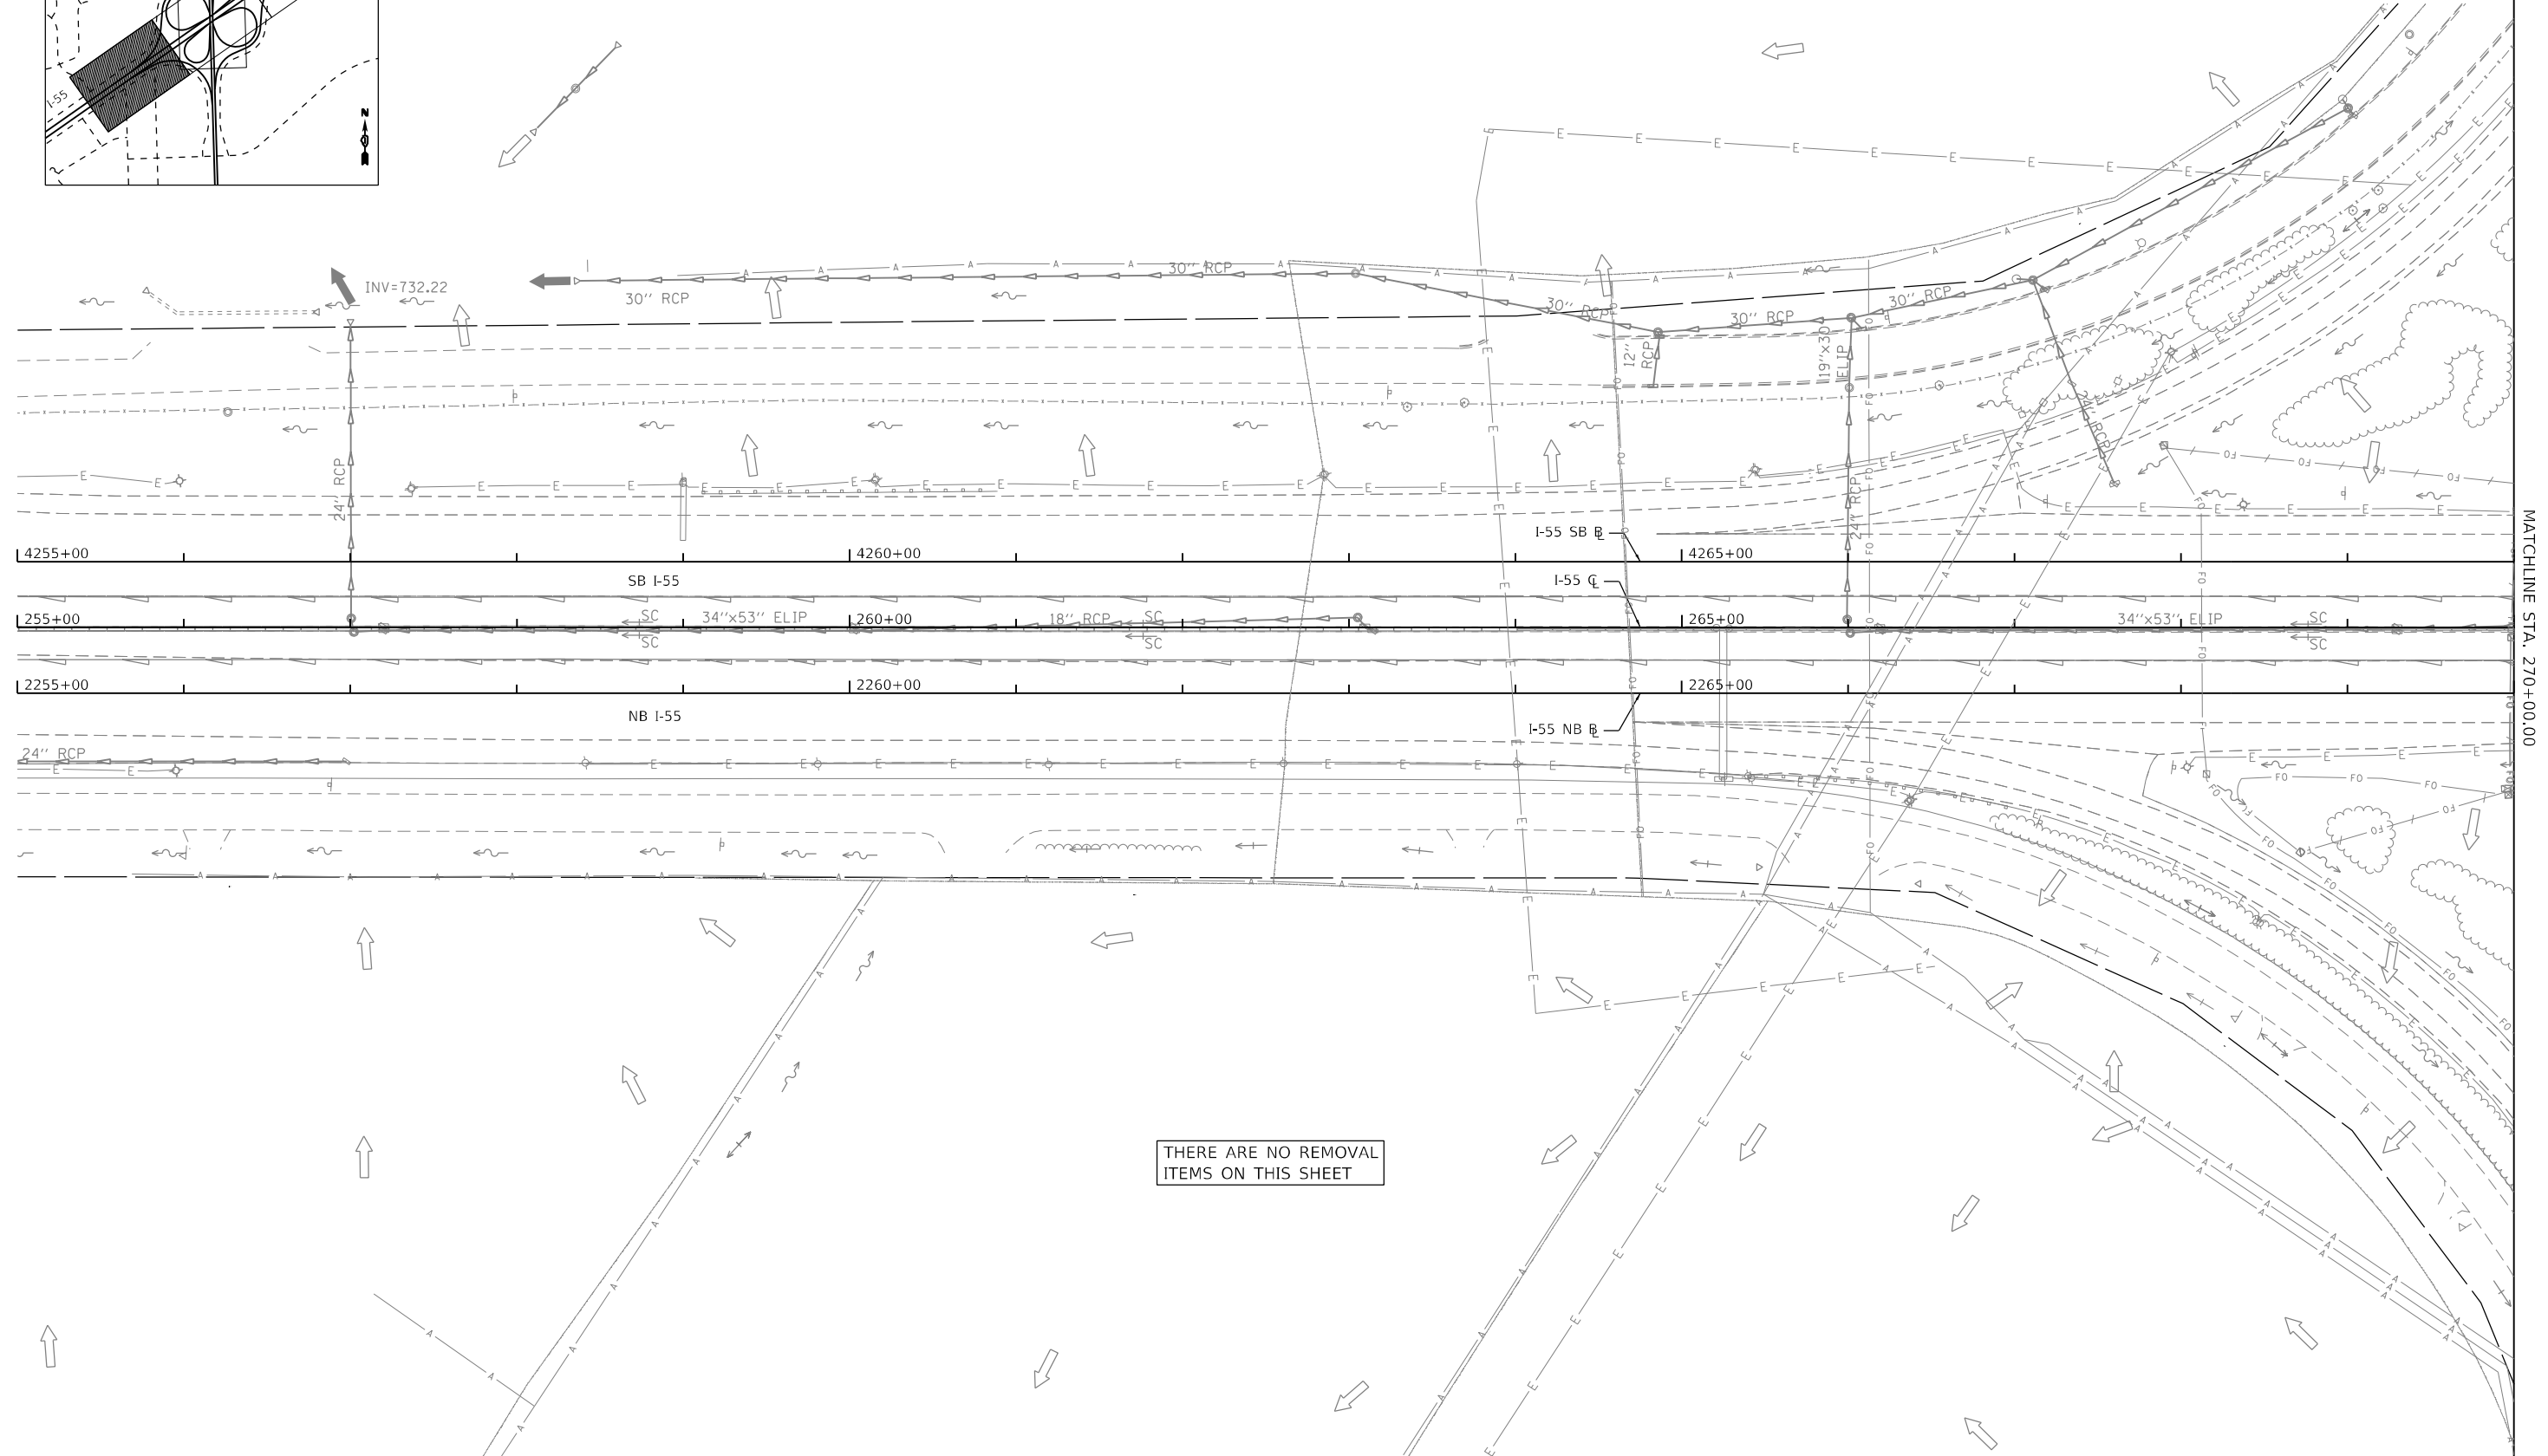 I-55
N
INV=732.22
30'' RCP
30'' RCP
30'' RCP
30'' RCP
30'' RCP
12'' RCP
19''x30 ELIP
24'' RCP
24'' RCP
RCP
I-55 SB BL
4255+00
4260+00
4265+00
SB I-55
I-55 CL
SC
34''x53'' ELIP
18'' RCP
SC
34''x53'' ELIP
SC
255+00
260+00
265+00
SC
SC
SC
2255+00
2260+00
2265+00
NB I-55
I-55 NB BL
24'' RCP
MATCHLINE STA. 270+00.00
THERE ARE NO REMOVAL
ITEMS ON THIS SHEET